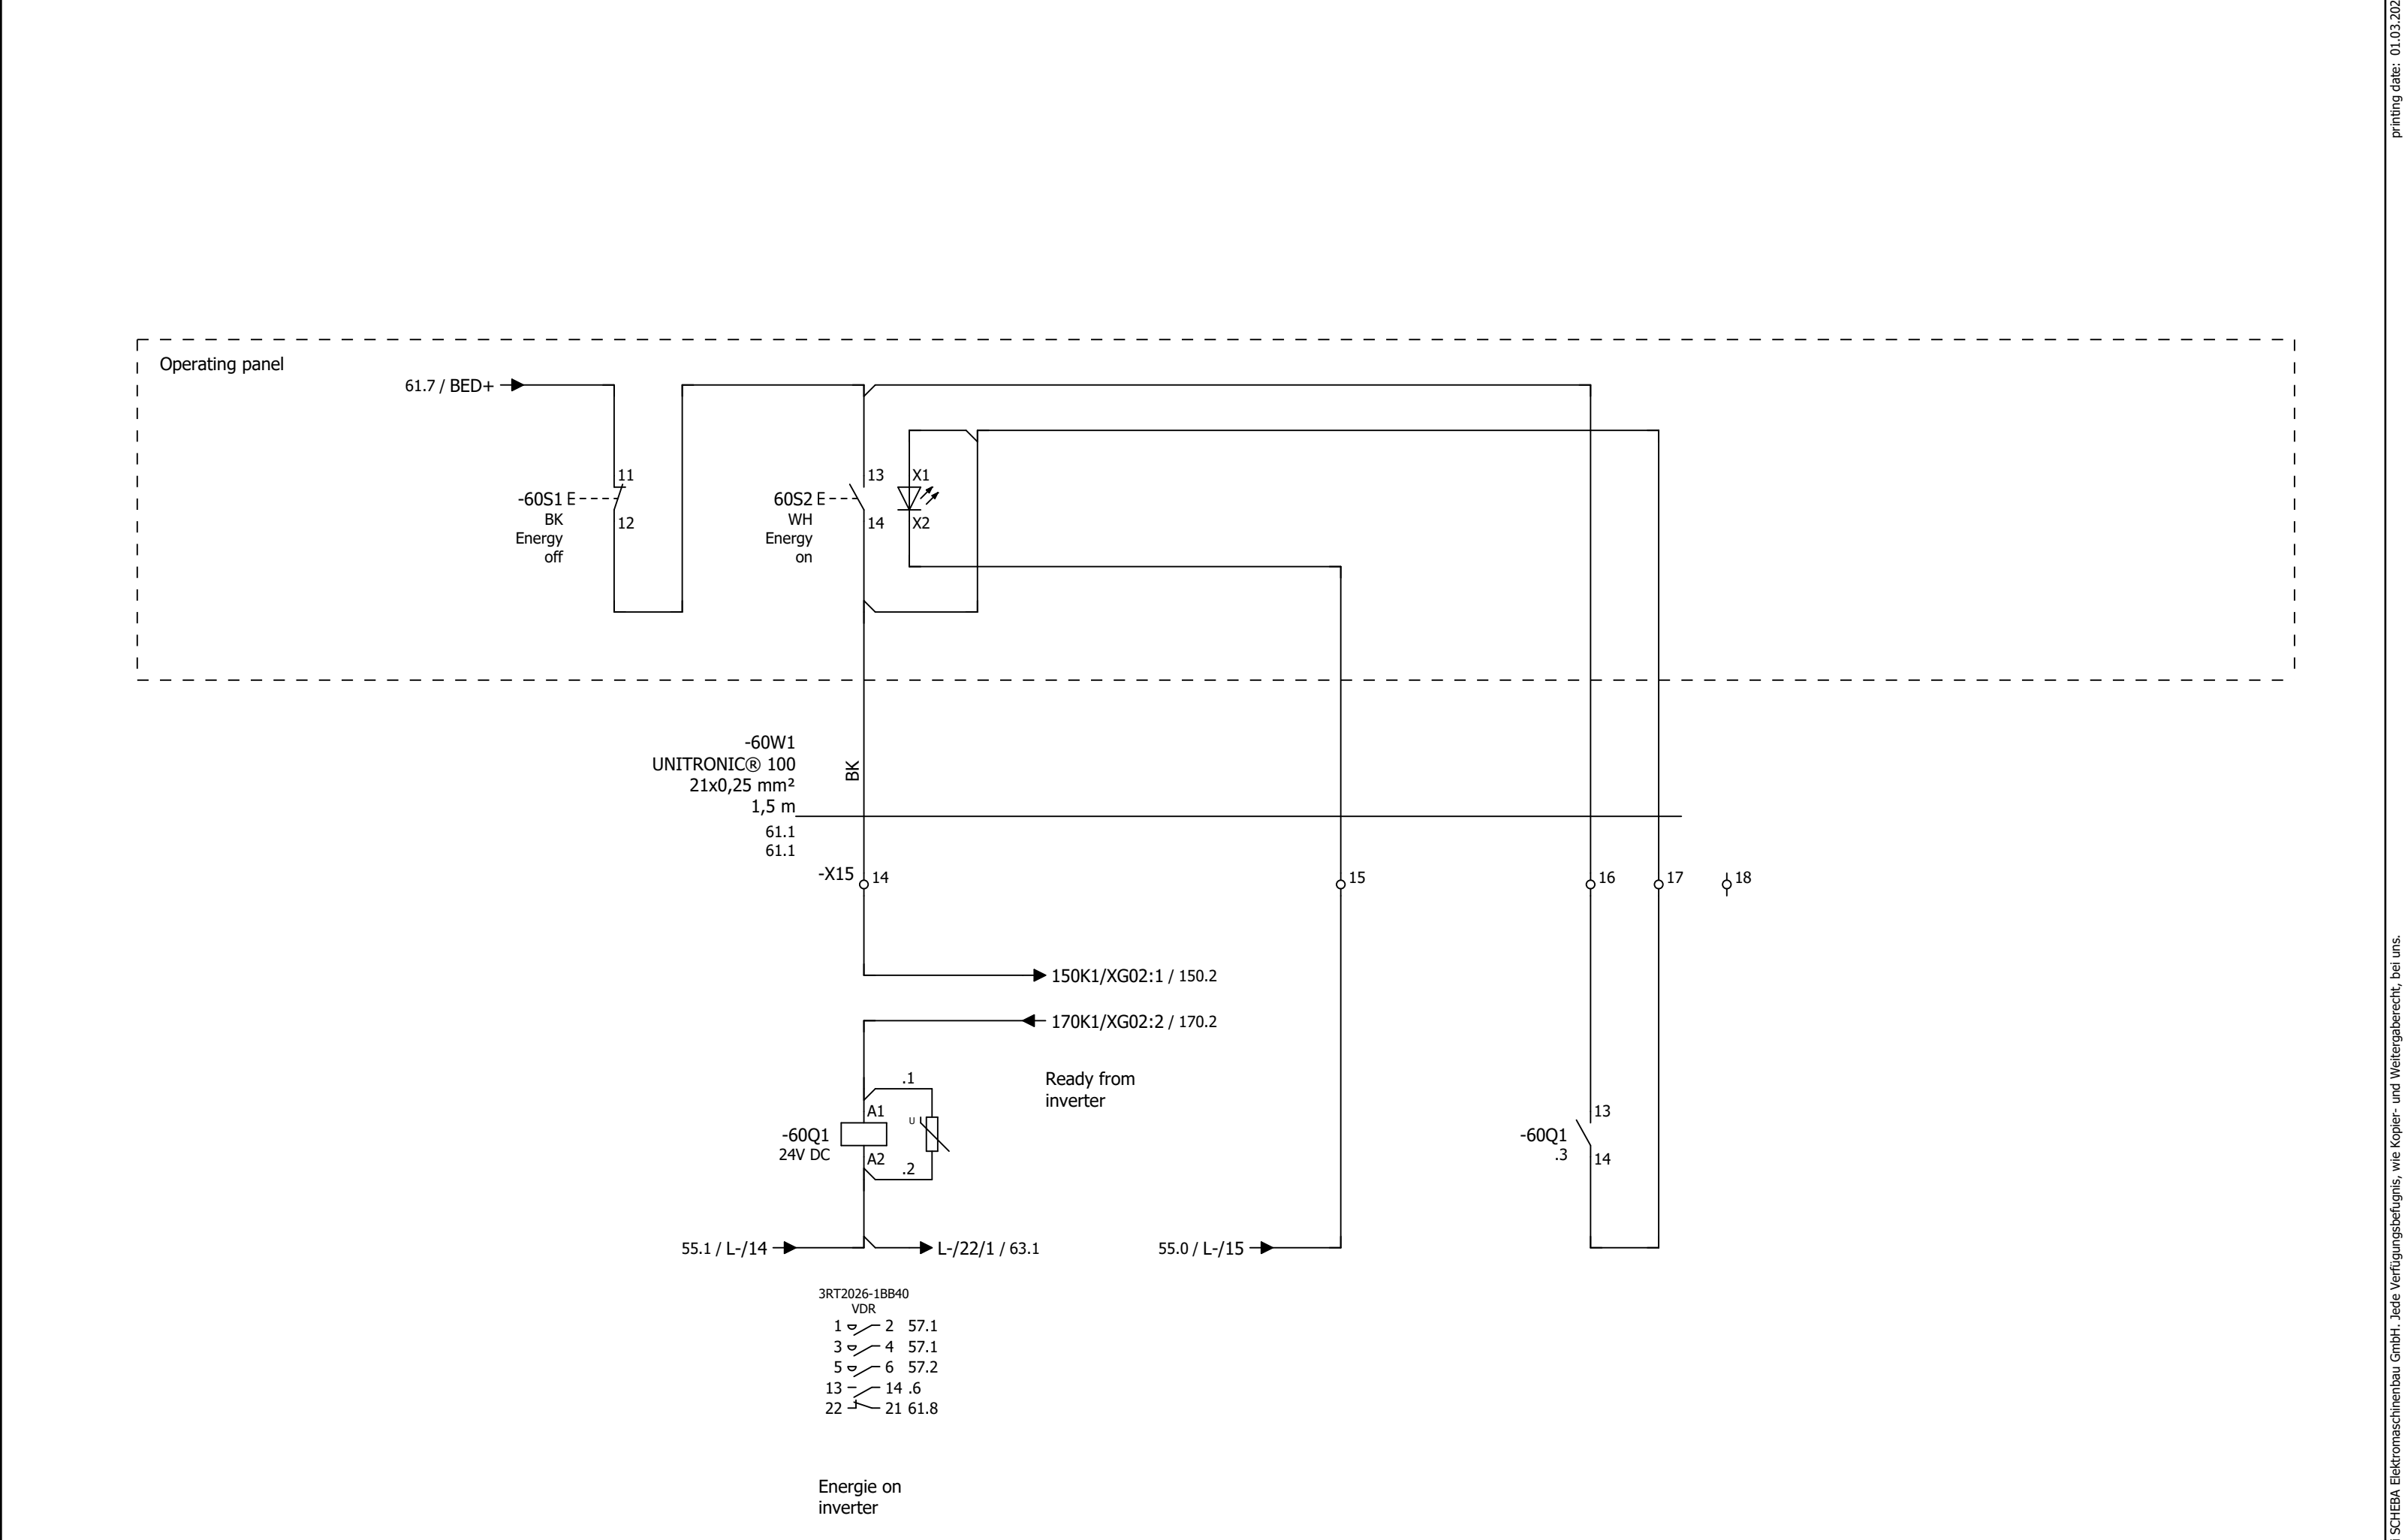 printing date: 01.03.202
Operating panel
61.7 / BED+
11
-60S1 E
BK
12
Energy
off
13
60S2 E
WH
14
Energy
on
X1
X2
-60W1
UNITRONIC® 100
21x0,25 mm²
1,5 m
61.1
61.1
BK
-X15
14
15
16
17
18
150K1/XG02:1 / 150.2
170K1/XG02:2 / 170.2
Ready from
inverter
.1
A1
U
-60Q1
24V DC
A2
.2
13
-60Q1
.3
14
55.1 / L-/14
L-/22/1 / 63.1
55.0 / L-/15
3RT2026-1BB40
VDR
1 2 57.1
3 4 57.1
5 6 57.2
13 14 .6
22 21 61.8
Energie on
inverter
SCHEBA Elektromaschinenbau GmbH. Jede Verfügungsbefugnis, wie Kopier- und Weitergaberecht, bei uns.